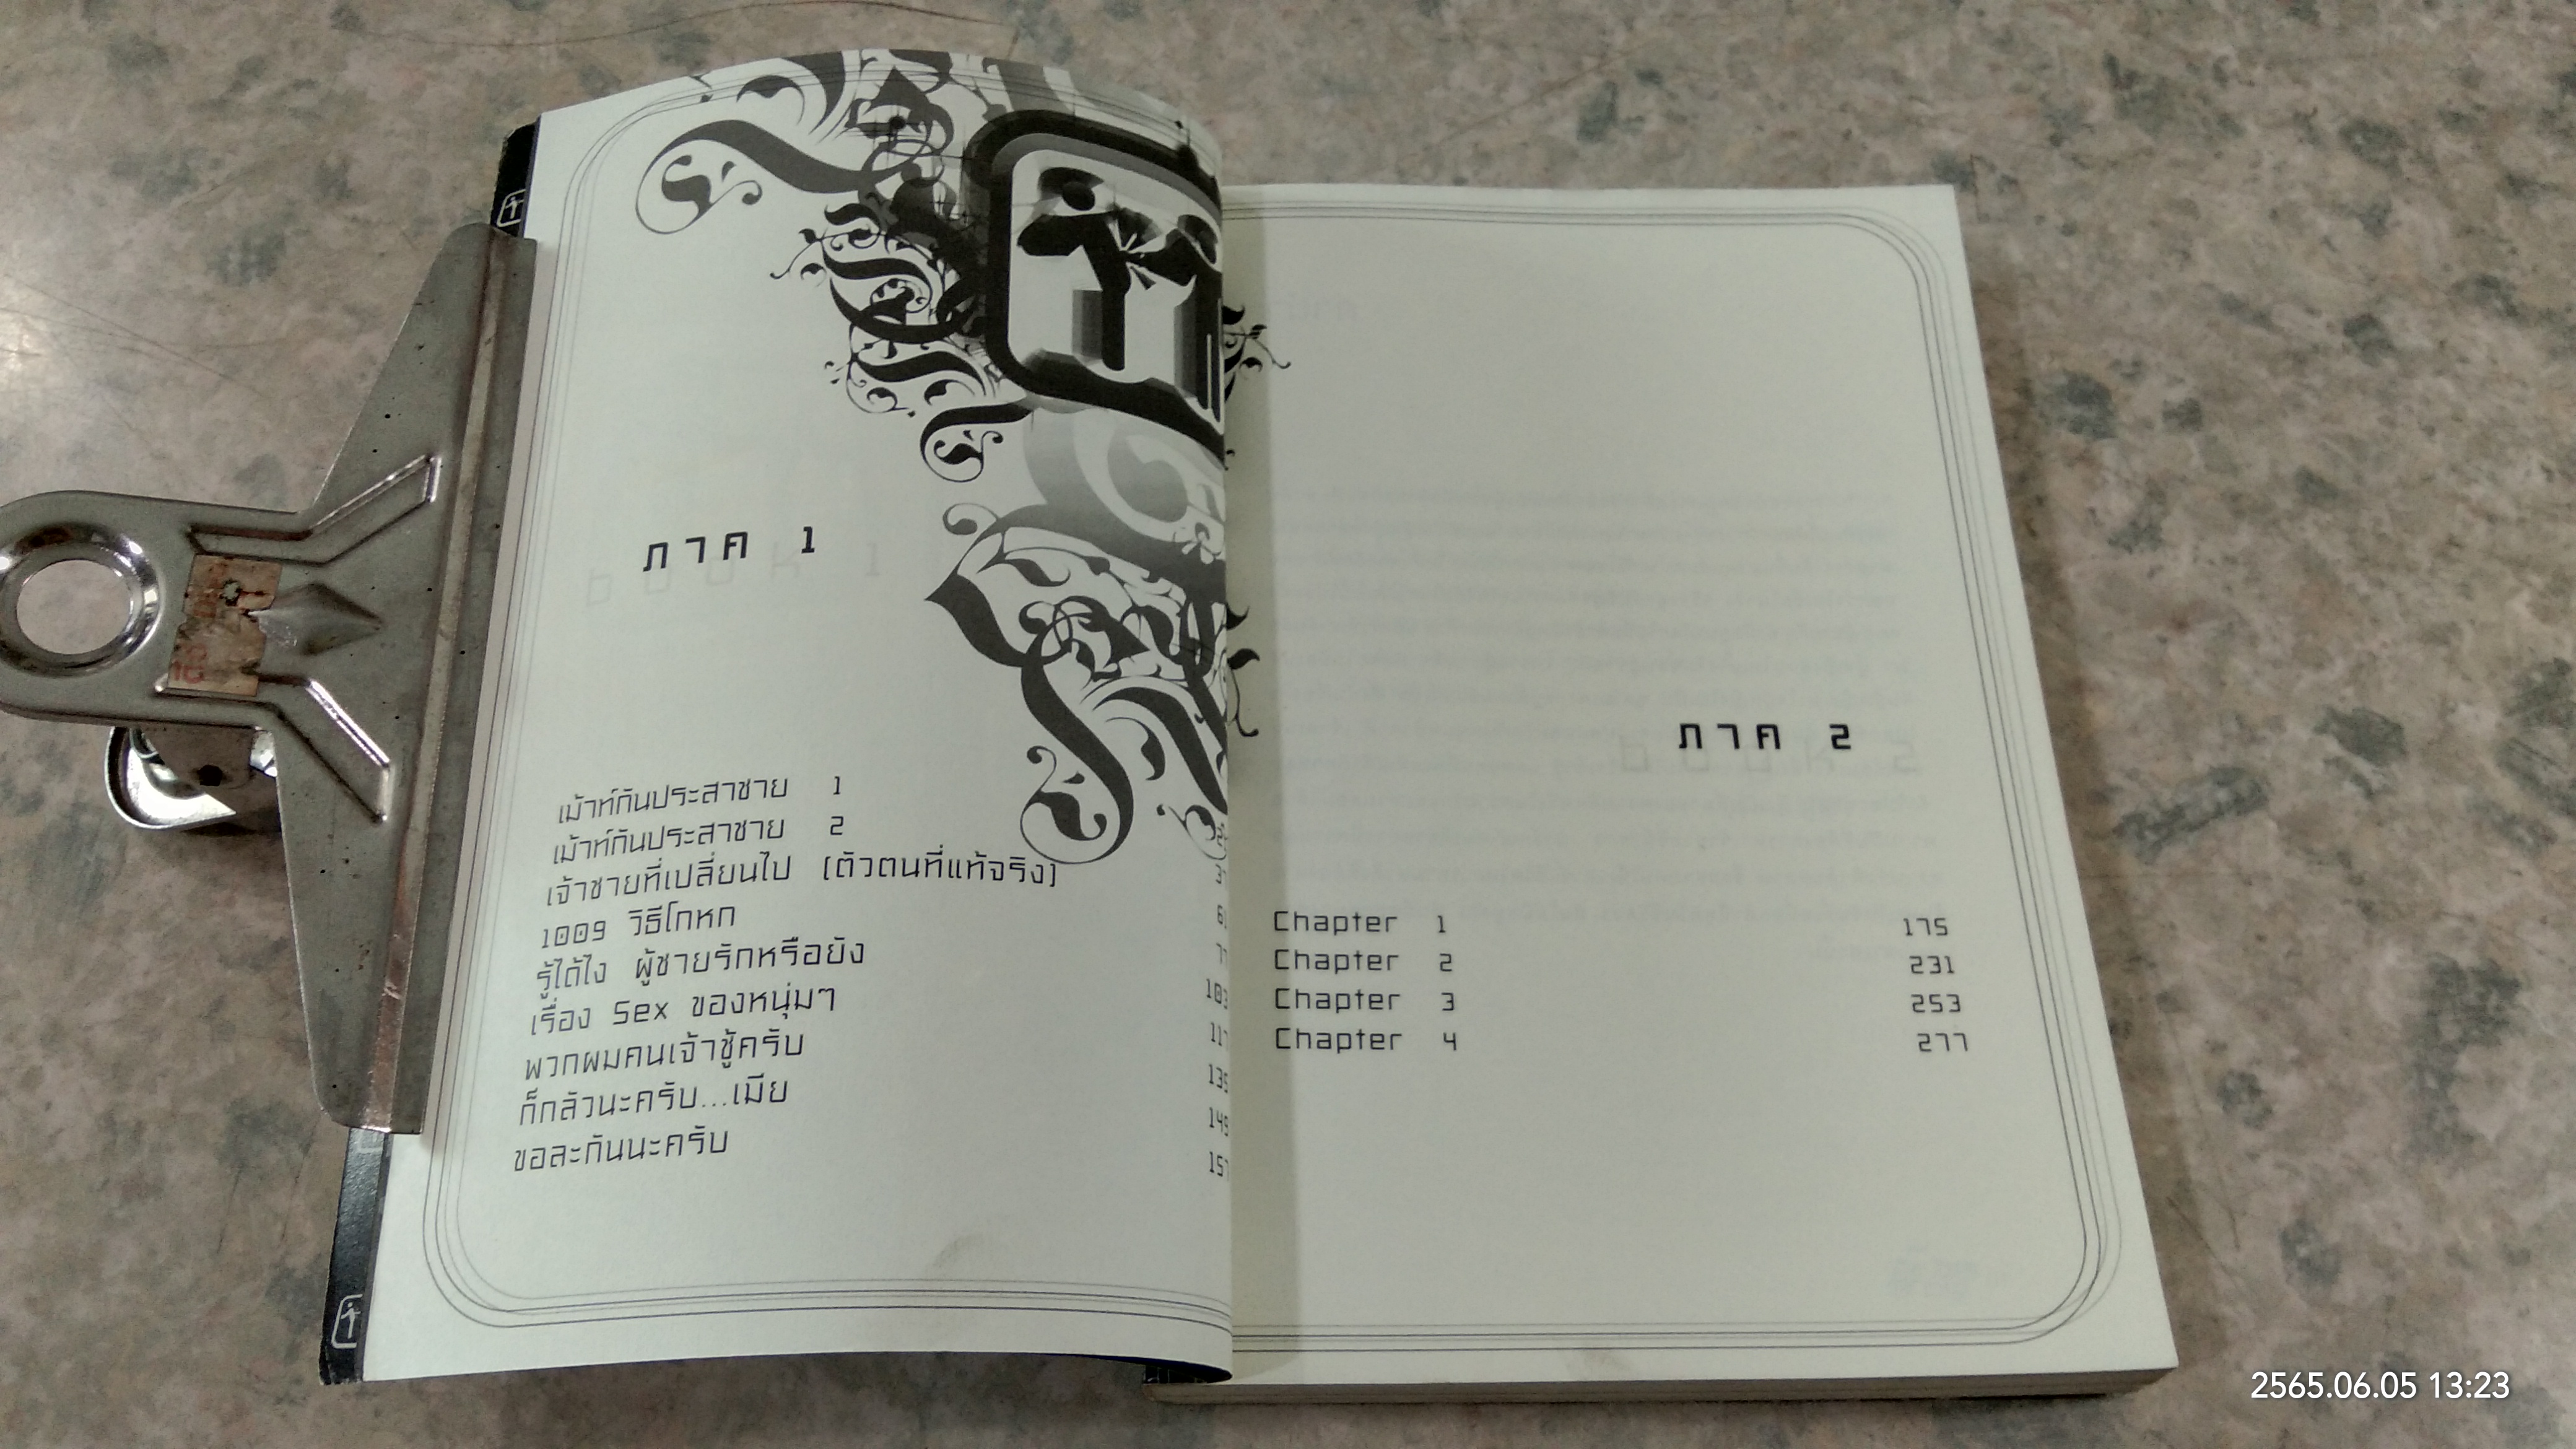 ภาค 1
เม้าท์กันประสาชาย 1
เม้าท์กันประสาชาย 2
เจ้าชายที่เปลี่ยนไป [ตัวตนที่แท้จริง]
1009 วิธีโกหก 61
รู้ได้ไง ผู้ชายรักหรือยัง 77
เรื่อง Sex ของหนุ่มๆ 103
พวกผมคนเจ้าชู้ครับ 117
ก็กลัวนะครับ...เมีย 135
ขอละกันนะครับ 149
157
ภาค 2
Chapter 1 175
Chapter 2 231
Chapter 3 253
Chapter 4 277
2565.06.05 13:23